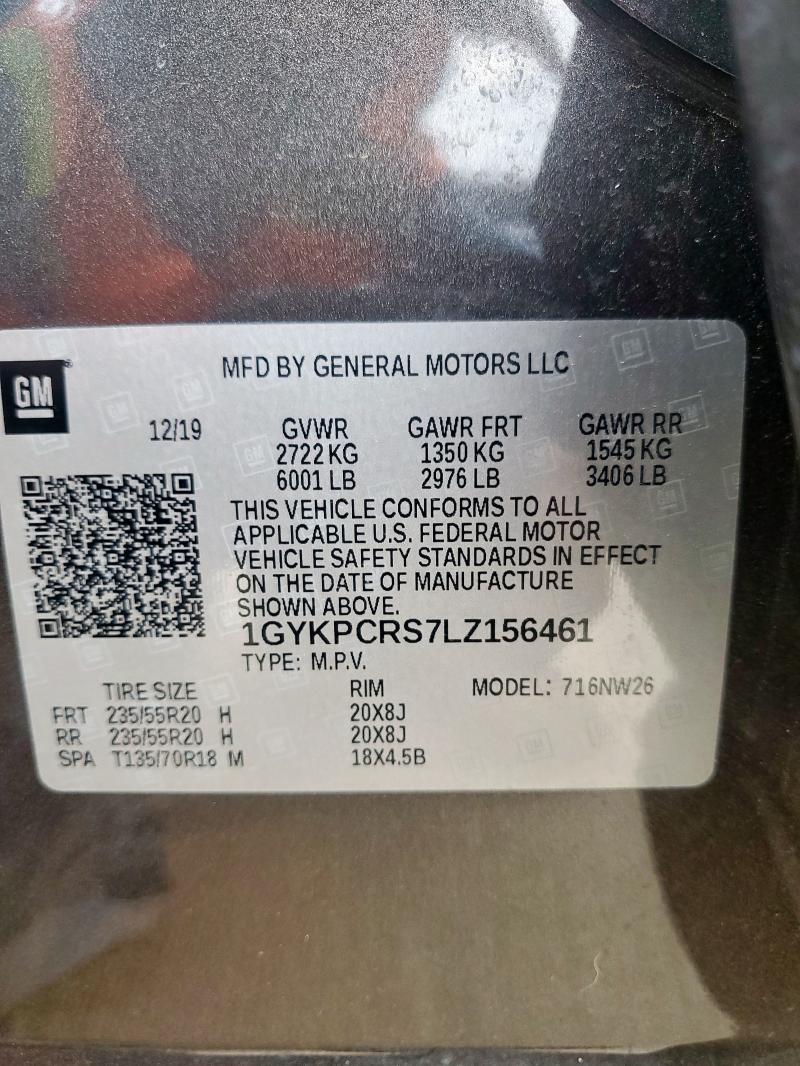 GM
MFD BY GENERAL MOTORS LLC
12/19 GVWR GAWR FRT GAWR RR
2722 KG 1350 KG 1545 KG
6001 LB 2976 LB 3406 LB
THIS VEHICLE CONFORMS TO ALL
APPLICABLE U.S. FEDERAL MOTOR
VEHICLE SAFETY STANDARDS IN EFFECT
ON THE DATE OF MANUFACTURE
SHOWN ABOVE.
1GYKPCRS7LZ156461
TYPE: M.P.V.
TIRE SIZE RIM MODEL: 716NW26
FRT 235/55R20 H 20X8J
RR 235/55R20 H 20X8J
SPA T135/70R18 M 18X4.5B